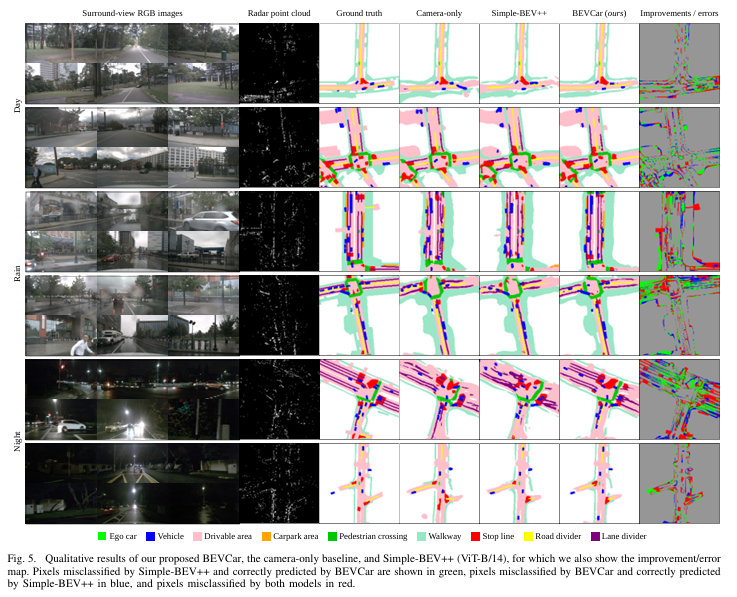 Surround-view RGB images Radar point cloud Ground truth Camera-only Simple-BEV++ BEVCar (ours) Improvements / errors
Day
Rain
Night
Ego car Vehicle Drivable area Carpark area Pedestrian crossing Walkway Stop line Road divider Lane divider
Fig. 5. Qualitative results of our proposed BEVCar, the camera-only baseline, and Simple-BEV++ (ViT-B/14), for which we also show the improvement/error
map. Pixels misclassified by Simple-BEV++ and correctly predicted by BEVCar are shown in green, pixels misclassified by BEVCar and correctly predicted
by Simple-BEV++ in blue, and pixels misclassified by both models in red.